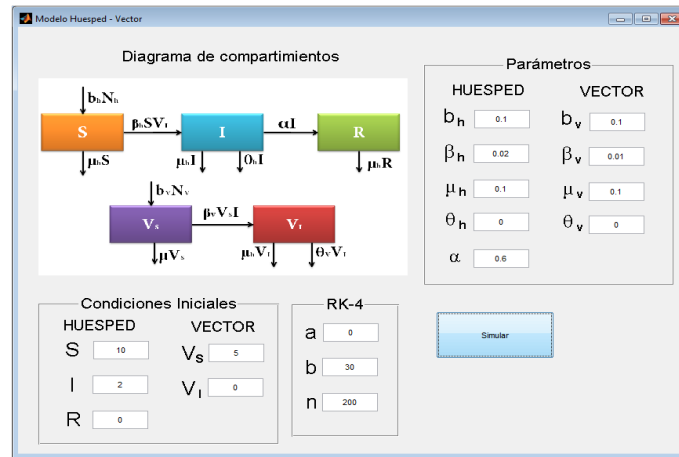 Modelo Huesped - Vector
Diagrama de compartimientos
bₕNₕ
S
βₕSVᵢ
I
αI
R
μₕS
μₕI
θₕI
μₕR
bᵥNᵥ
Vₛ
βᵥVₛI
Vᵢ
μVₛ
μₕVᵢ
θᵥVᵢ
Parámetros
HUESPED VECTOR
bₕ 0.1 bᵥ 0.1
βₕ 0.02 βᵥ 0.01
μₕ 0.1 μᵥ 0.1
θₕ 0 θᵥ 0
α 0.6
Condiciones Iniciales
HUESPED VECTOR
S 10 Vₛ 5
I 2 Vᵢ 0
R 0
RK-4
a 0
b 30
n 200
Simular